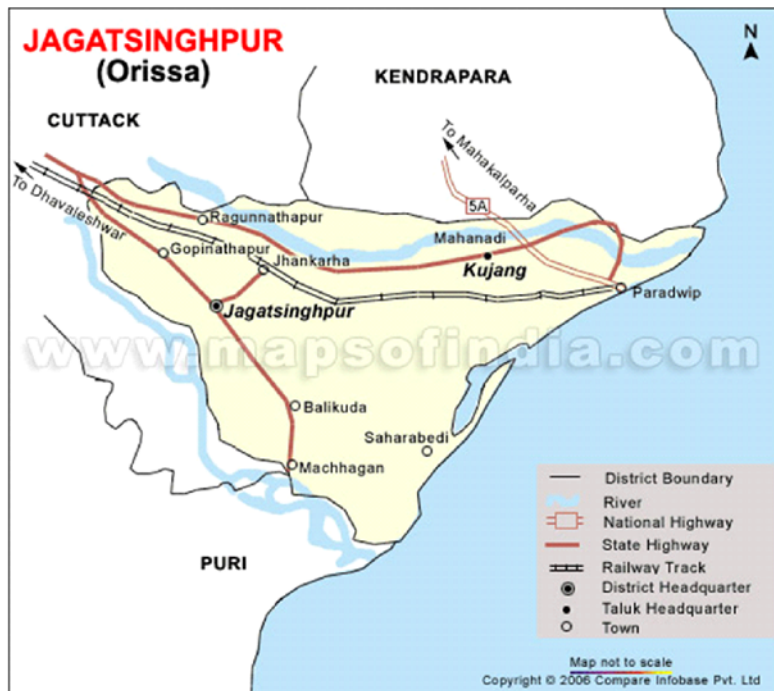 JAGATSINGHPUR
(Orissa)
N
KENDRAPARA
CUTTACK
To Mahakalparha
To Dhavaleshwar
5A
Ragunnathapur
Mahanadi
Gopinathapur
Jhankarha
Kujang
Paradwip
Jagatsinghpur
www.mapsofindia.com
Balikuda
Saharabedi
Machhagan
PURI
District Boundary
River
National Highway
State Highway
Railway Track
District Headquarter
Taluk Headquarter
Town
Map not to scale
Copyright © 2006 Compare Infobase Pvt. Ltd